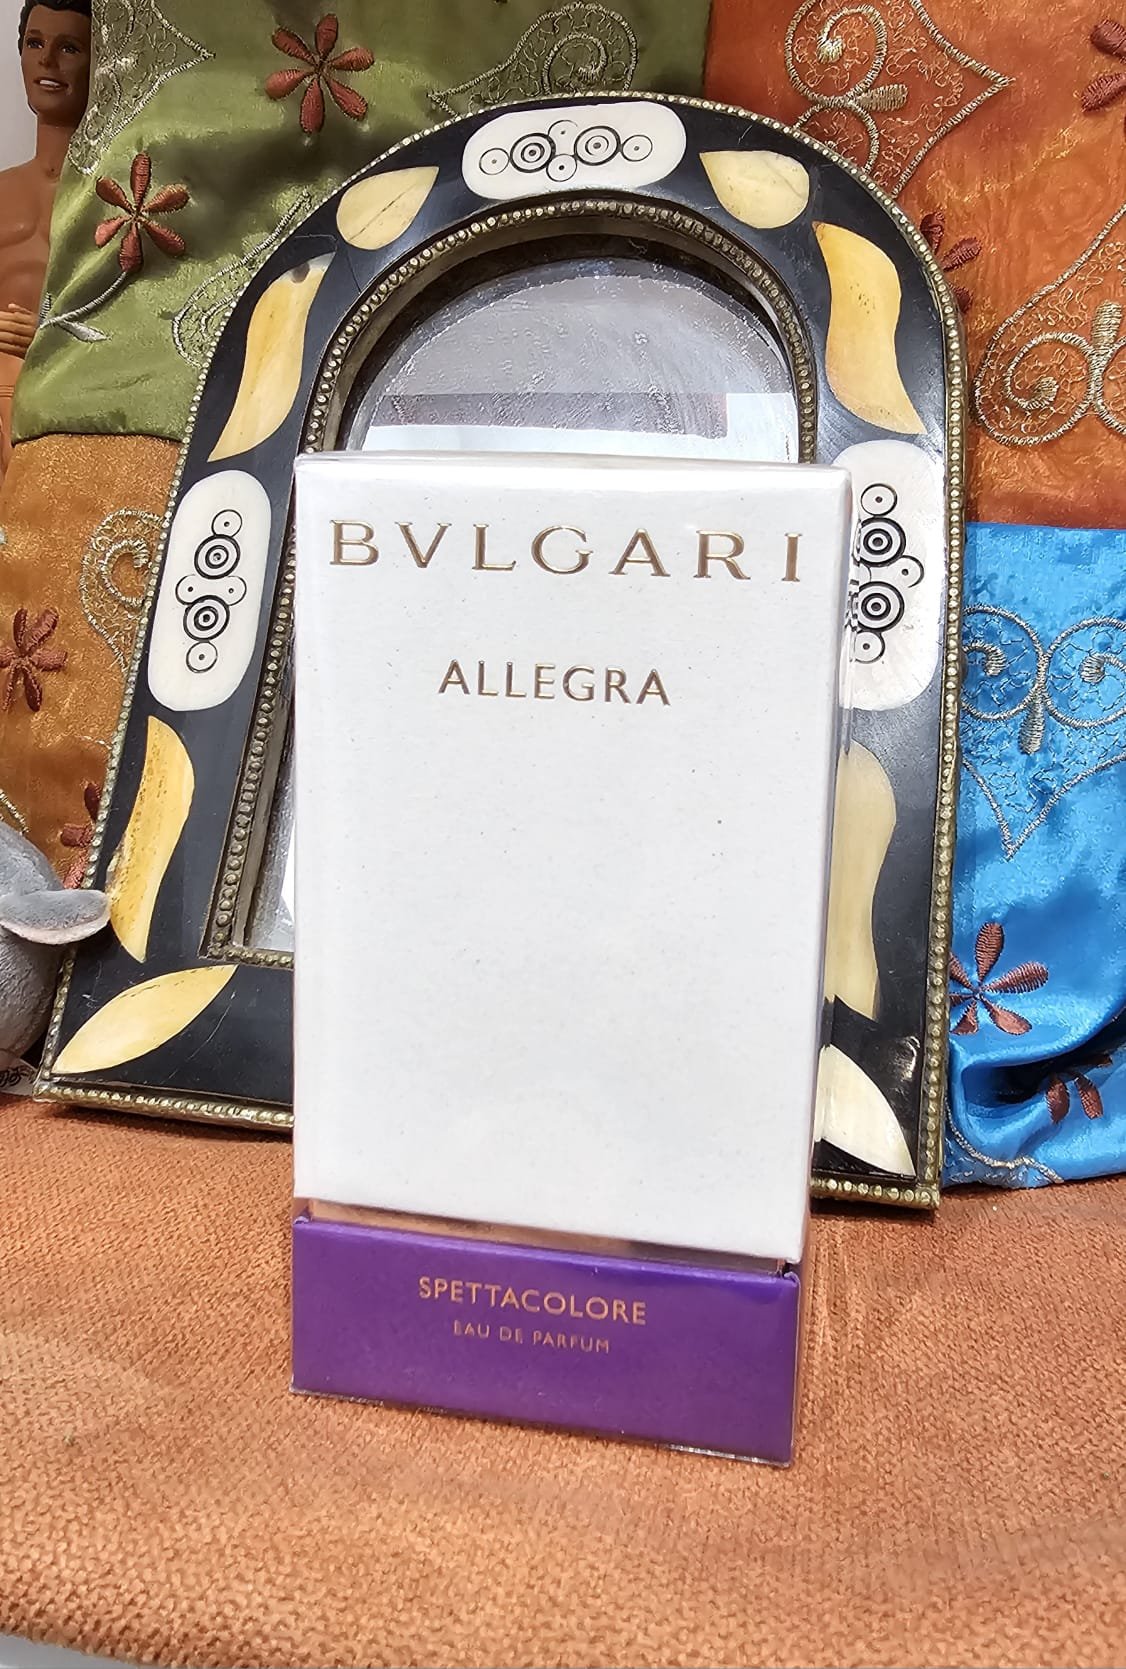 BVLGARI
ALLEGRA
SPETTACOLORE
EAU DE PARFUM